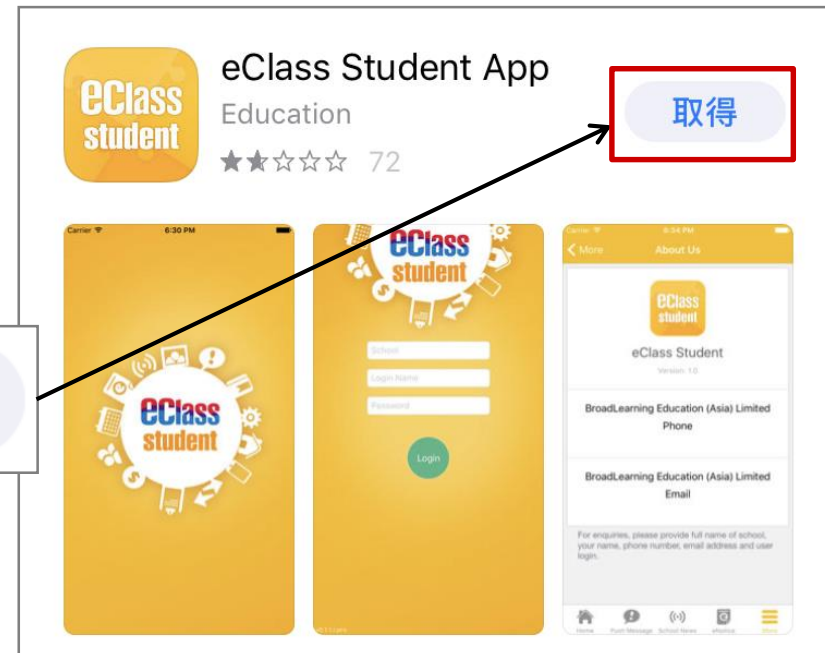 eClass Student App
Education
72
取得
eClass
student
Carrier
6:30 PM
eClass
student
eClass
student
School
Login Name
Password
Login
Carrier
6:34 PM
More
About Us
eClass
student
eClass Student
Version: 1.0
BroadLearning Education (Asia) Limited
Phone
BroadLearning Education (Asia) Limited
Email
For enquiries, please provide full name of school,
your name, phone number, email address and user
login.
Home
Push Message
School News
eNotice
More